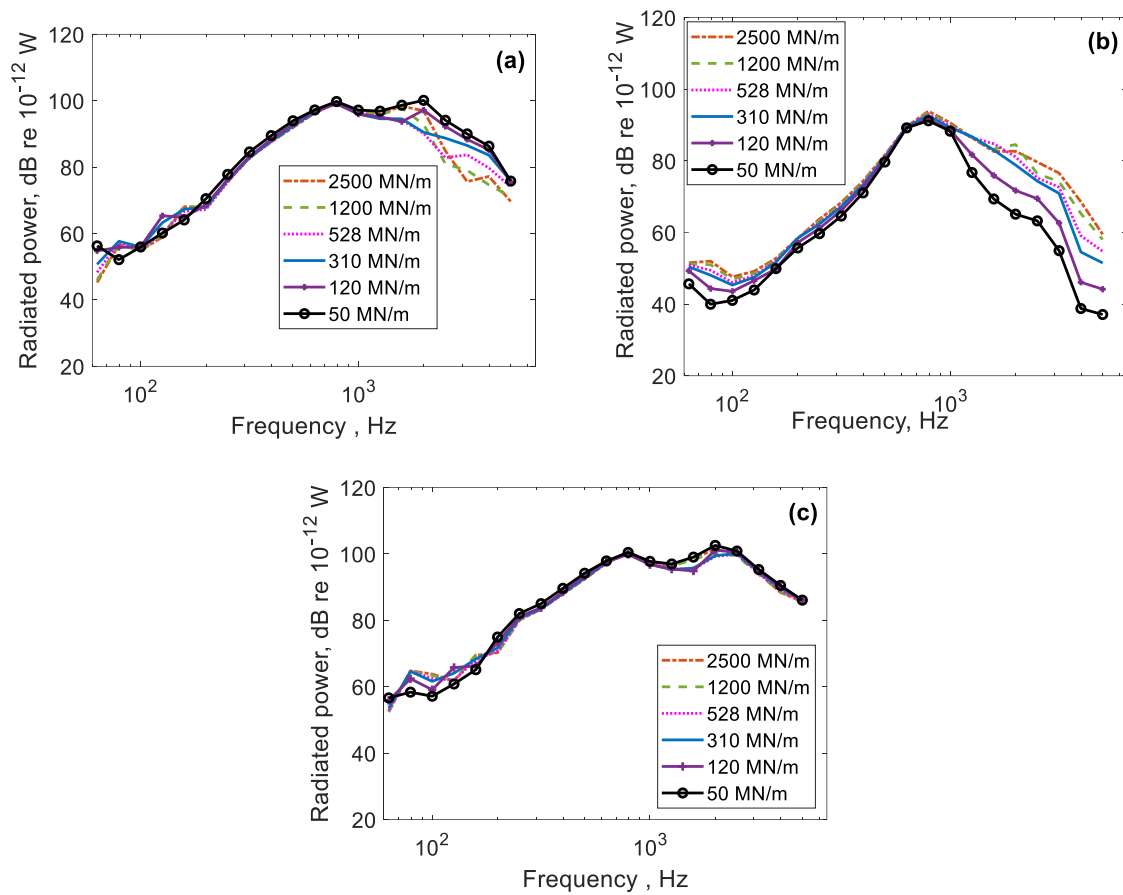 (a)
Radiated power, dB re 10⁻¹² W
120
100
80
60
40
20
2500 MN/m
1200 MN/m
528 MN/m
310 MN/m
120 MN/m
50 MN/m
10²
10³
Frequency , Hz
(b)
Radiated power, dB re 10⁻¹² W
120
100
80
60
40
20
2500 MN/m
1200 MN/m
528 MN/m
310 MN/m
120 MN/m
50 MN/m
10²
10³
Frequency, Hz
(c)
Radiated power, dB re 10⁻¹² W
120
100
80
60
40
20
2500 MN/m
1200 MN/m
528 MN/m
310 MN/m
120 MN/m
50 MN/m
10²
10³
Frequency , Hz